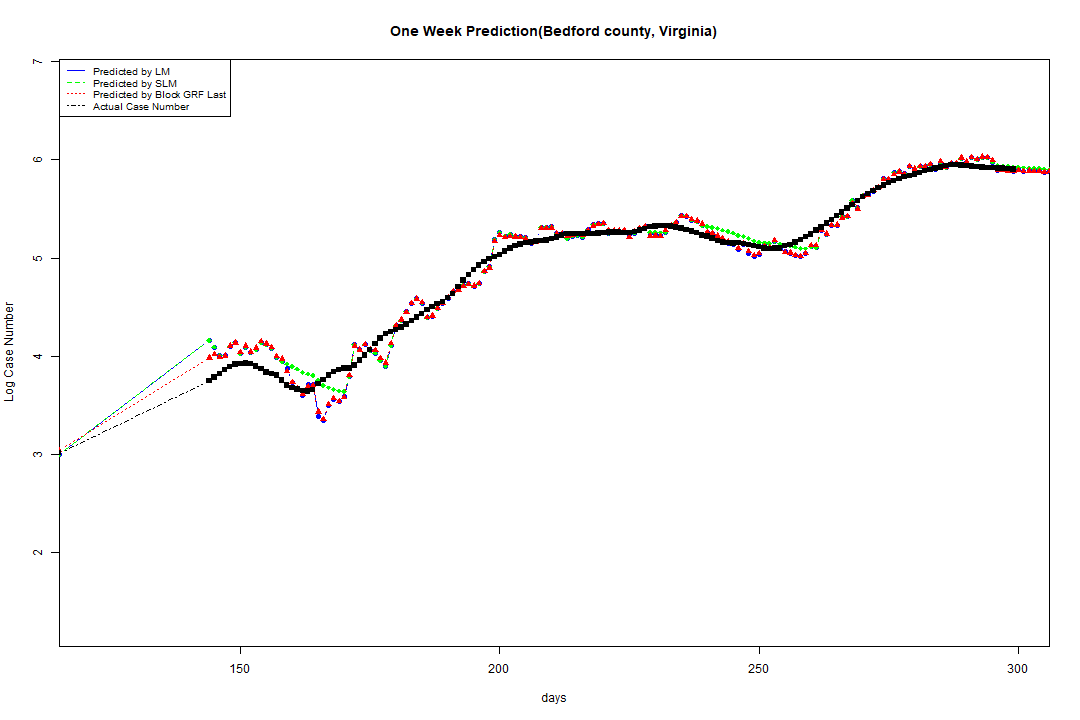 One Week Prediction(Bedford county, Virginia)
7
Predicted by LM
Predicted by SLM
Predicted by Block GRF Last
Actual Case Number
6
5
4
3
2
Log Case Number
150
200
250
300
days